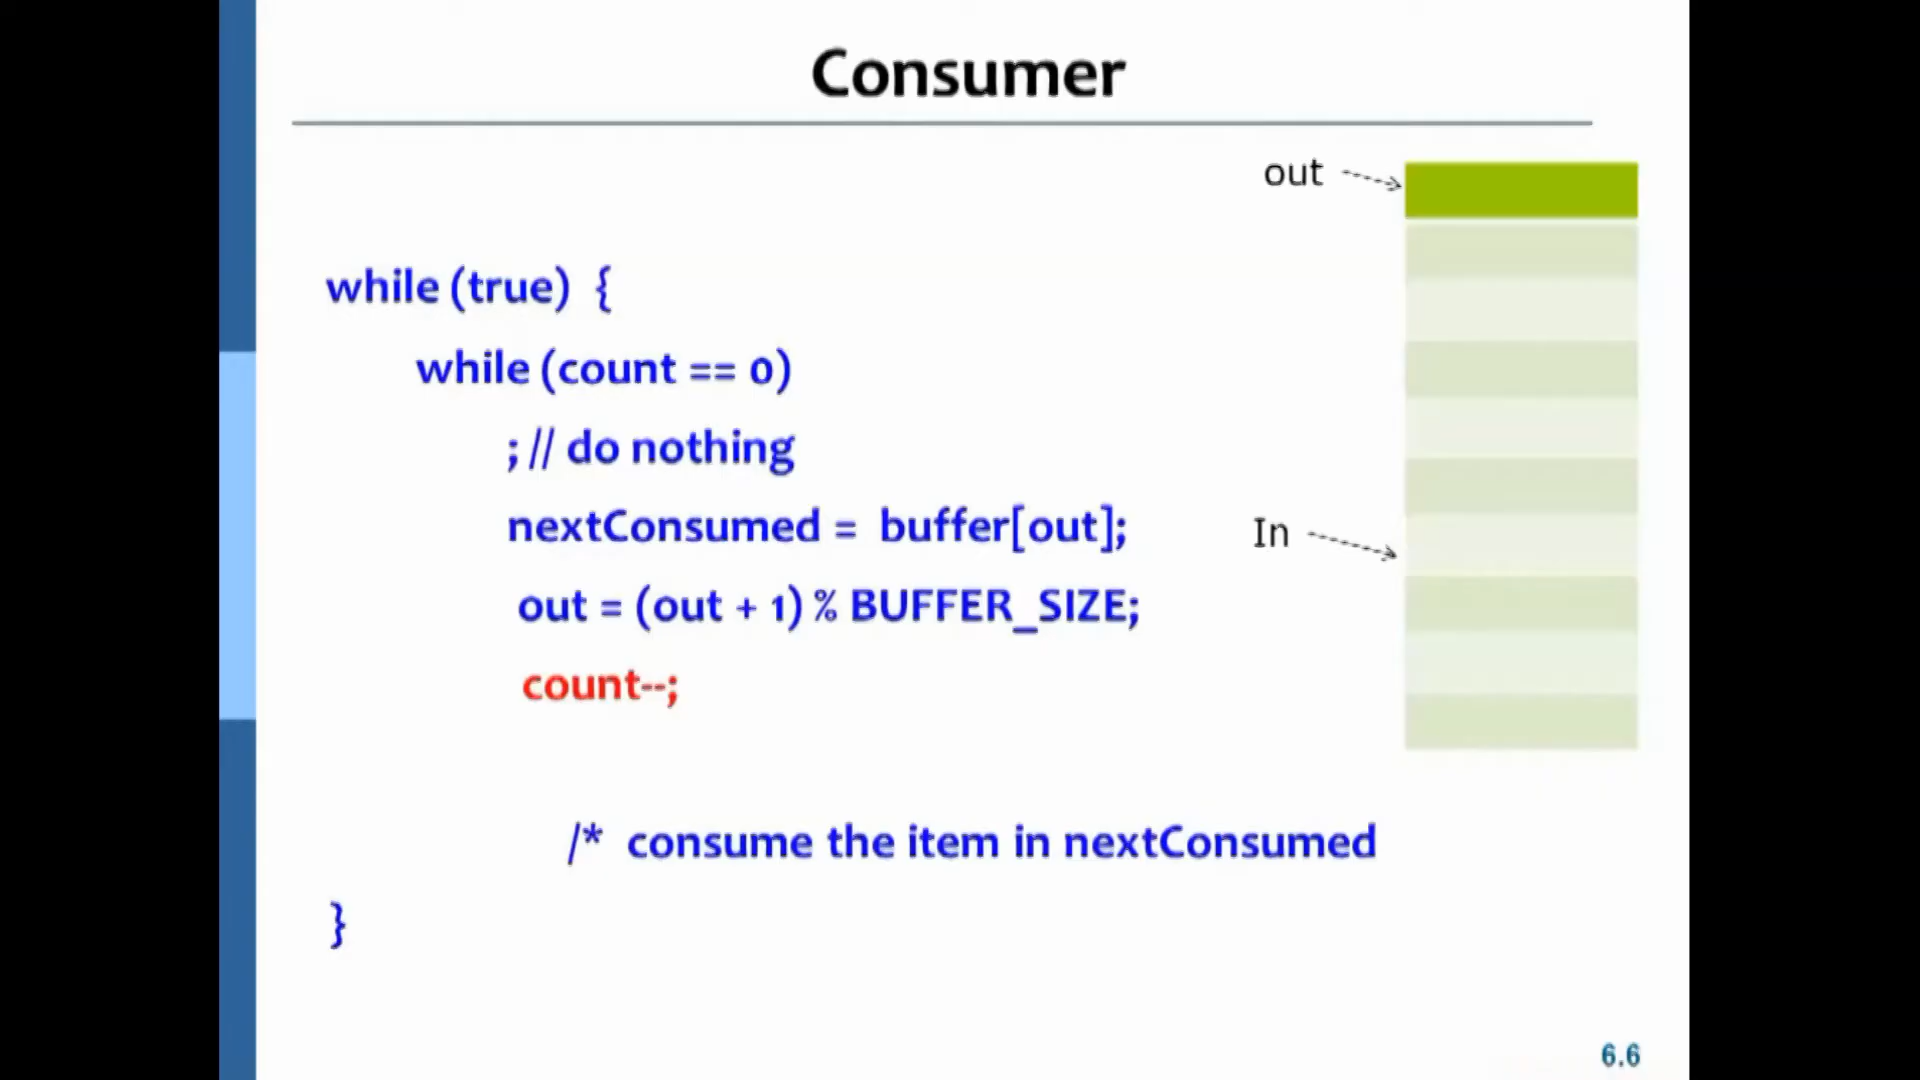 Consumer
out
while (true) {
while (count == 0)
; // do nothing
nextConsumed = buffer[out];
In
out = (out + 1) % BUFFER_SIZE;
count--;
/* consume the item in nextConsumed
}
6.6